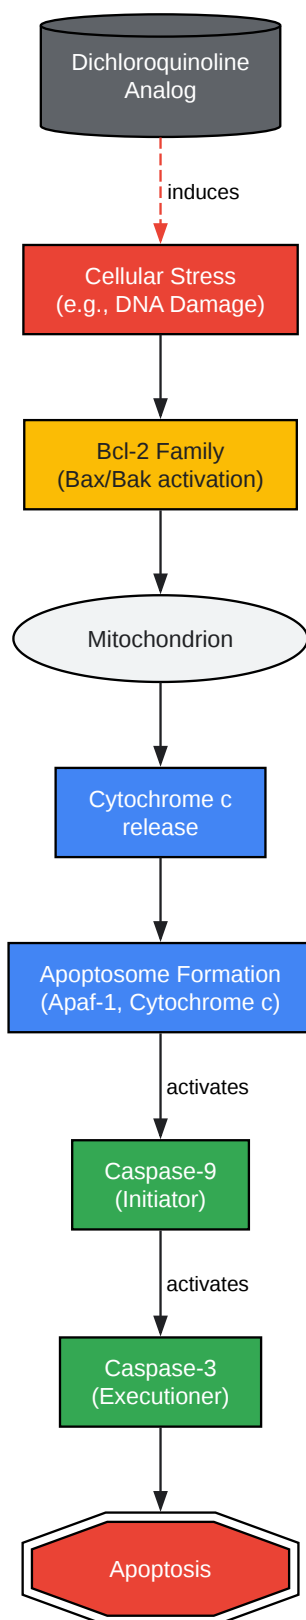 Dichloroquinoline
Analog
induces
Cellular Stress
(e.g., DNA Damage)
Bcl-2 Family
(Bax/Bak activation)
Mitochondrion
Cytochrome c
release
Apoptosome Formation
(Apaf-1, Cytochrome c)
activates
Caspase-9
(Initiator)
activates
Caspase-3
(Executioner)
Apoptosis